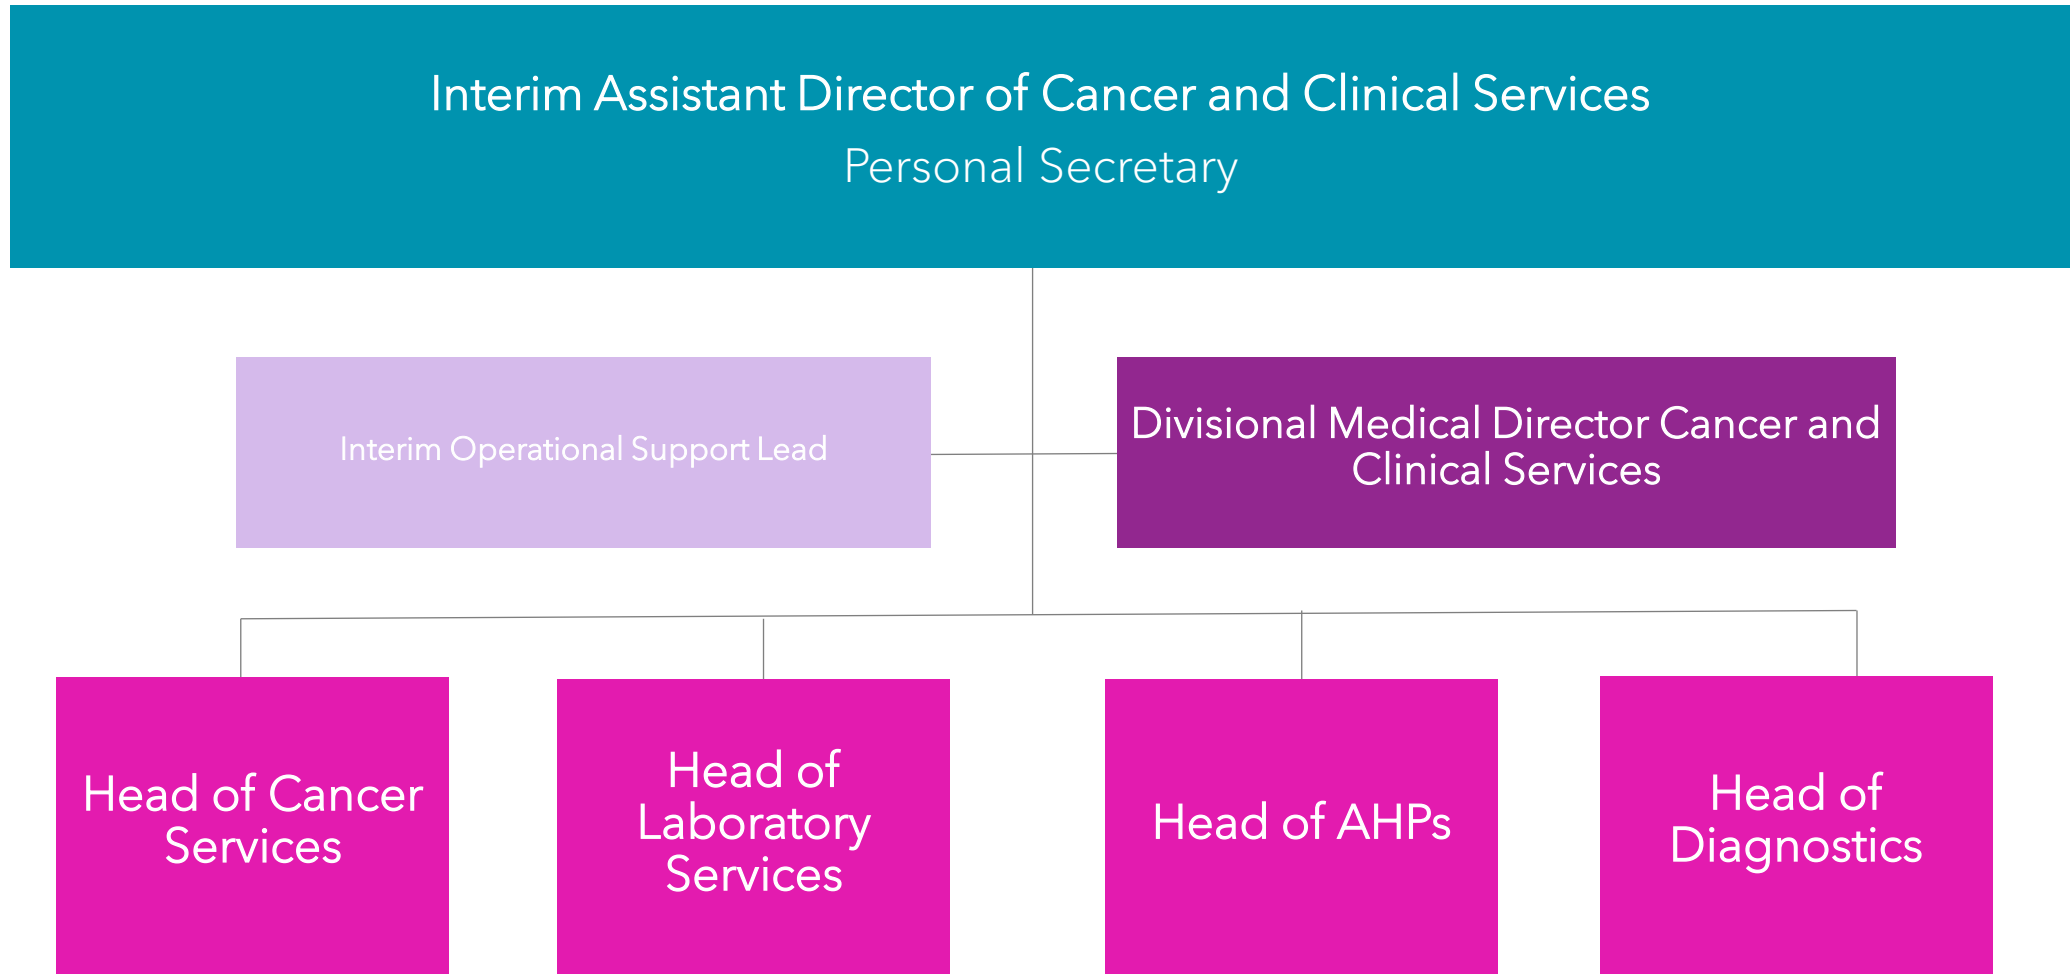 Interim Assistant Director of Cancer and Clinical Services
Personal Secretary
Interim Operational Support Lead
Divisional Medical Director Cancer and
Clinical Services
Head of Cancer
Services
Head of
Laboratory
Services
Head of AHPs
Head of
Diagnostics